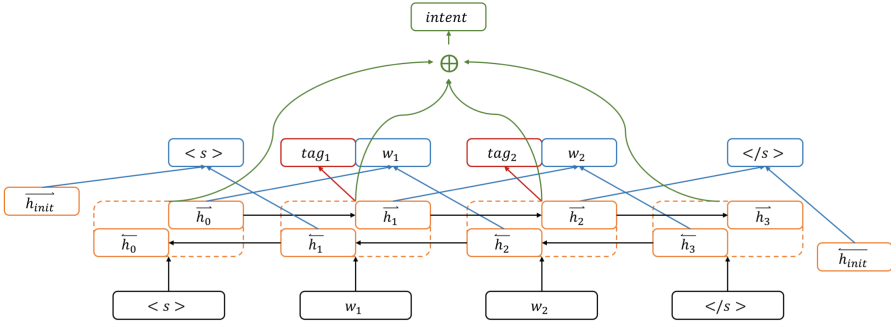 intent
⊕
< s > tag₁ w₁ tag₂ w₂ </s >
→h_init
→h₀ →h₁ →h₂ →h₃
←h₀ ←h₁ ←h₂ ←h₃ ←h_init
< s > w₁ w₂ </s >